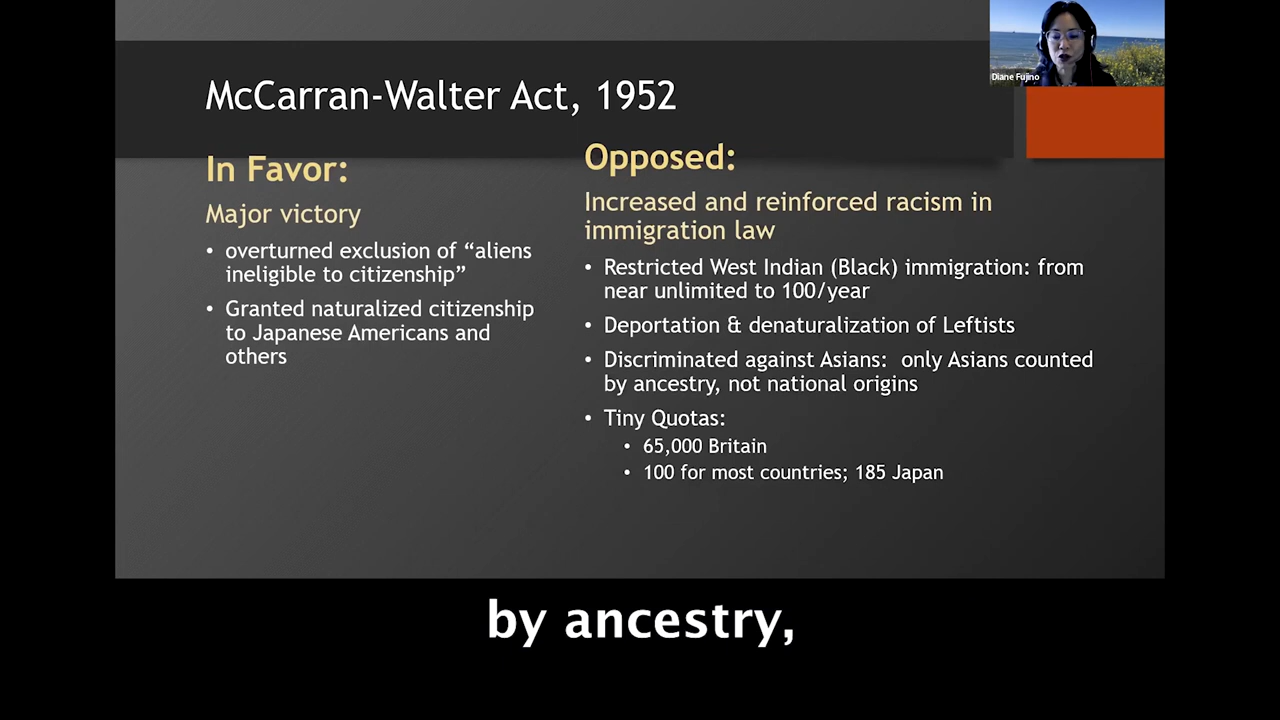 McCarran-Walter Act, 1952
Diane Fujino
In Favor:
Major victory
• overturned exclusion of “aliens
ineligible to citizenship”
• Granted naturalized citizenship
to Japanese Americans and
others
Opposed:
Increased and reinforced racism in
immigration law
• Restricted West Indian (Black) immigration: from
near unlimited to 100/year
• Deportation & denaturalization of Leftists
• Discriminated against Asians:  only Asians counted
by ancestry, not national origins
• Tiny Quotas:
• 65,000 Britain
• 100 for most countries; 185 Japan
by ancestry,